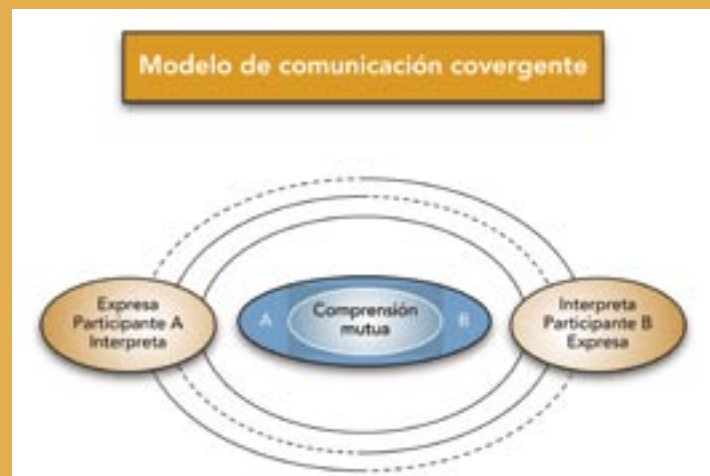 Modelo de comunicación covergente
Expresa
Participante A
Interpreta
A
Comprensión
mutua
B
Interpreta
Participante B
Expresa